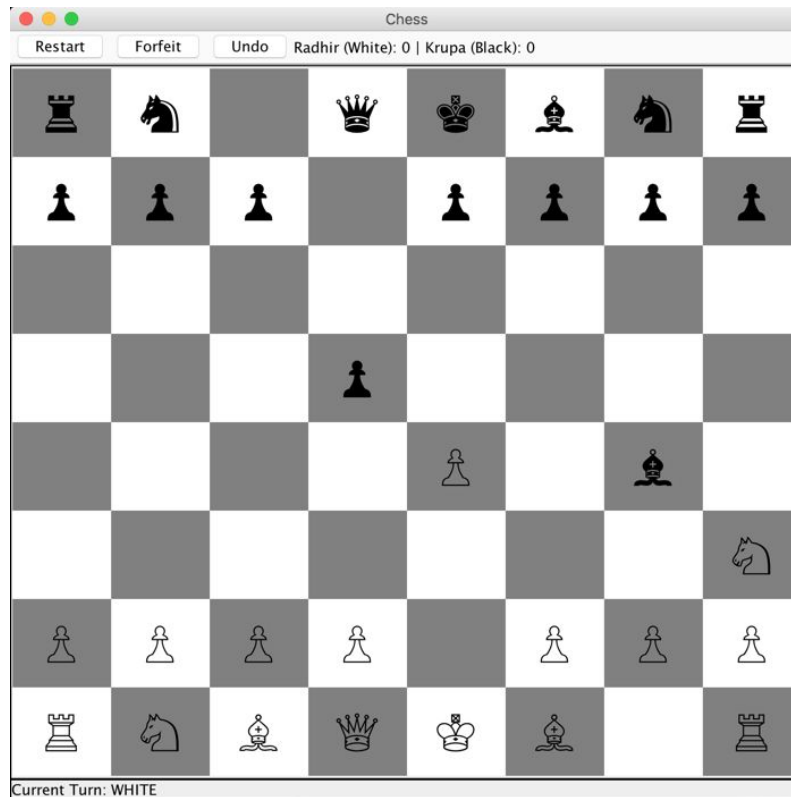 Chess
Restart Forfeit Undo Radhir (White): 0 | Krupa (Black): 0
Current Turn: WHITE